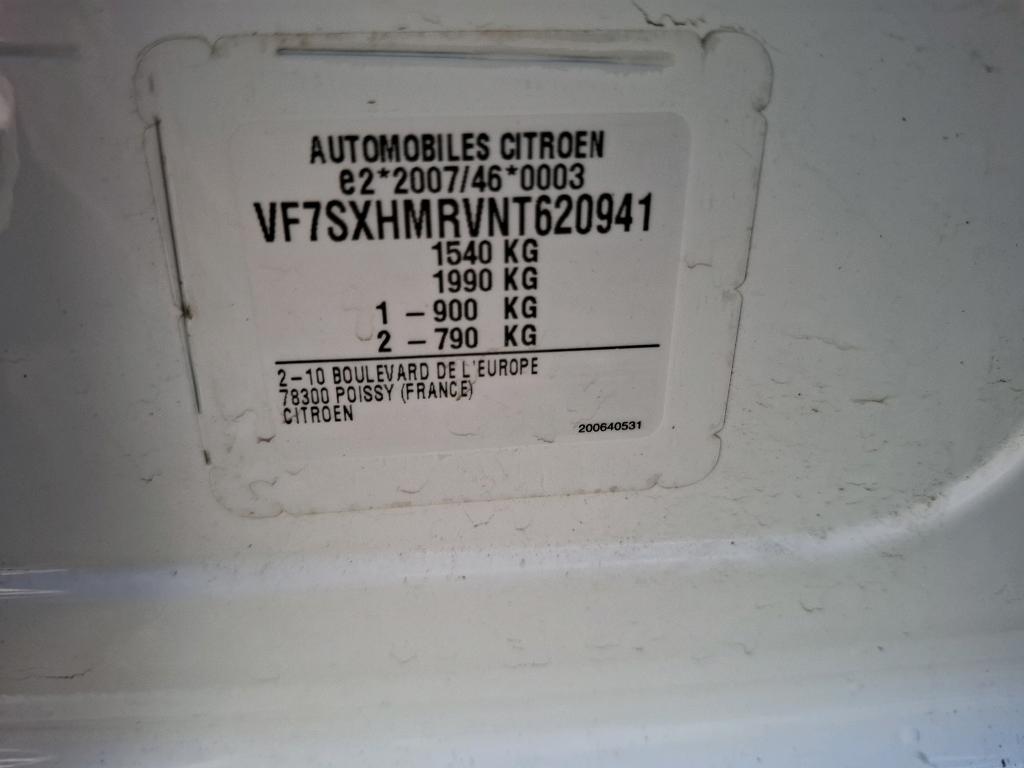 AUTOMOBILES CITROEN
e2*2007/46*0003
VF7SXHMRVNT620941
1540 KG
1990 KG
1 – 900 KG
2 – 790 KG
2–10 BOULEVARD DE L'EUROPE
78300 POISSY (FRANCE)
CITROEN
200640531